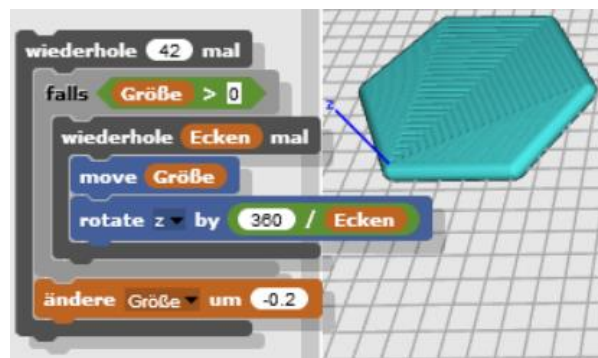 wiederhole 42 mal
falls Größe > 0
wiederhole Ecken mal
move Größe
rotate z by 360 / Ecken
ändere Größe um -0.2
z